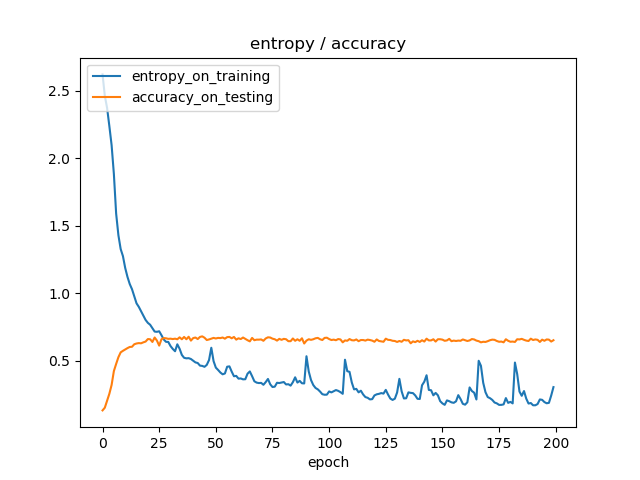 entropy / accuracy
entropy_on_training
accuracy_on_testing
2.5
2.0
1.5
1.0
0.5
0 25 50 75 100 125 150 175 200
epoch